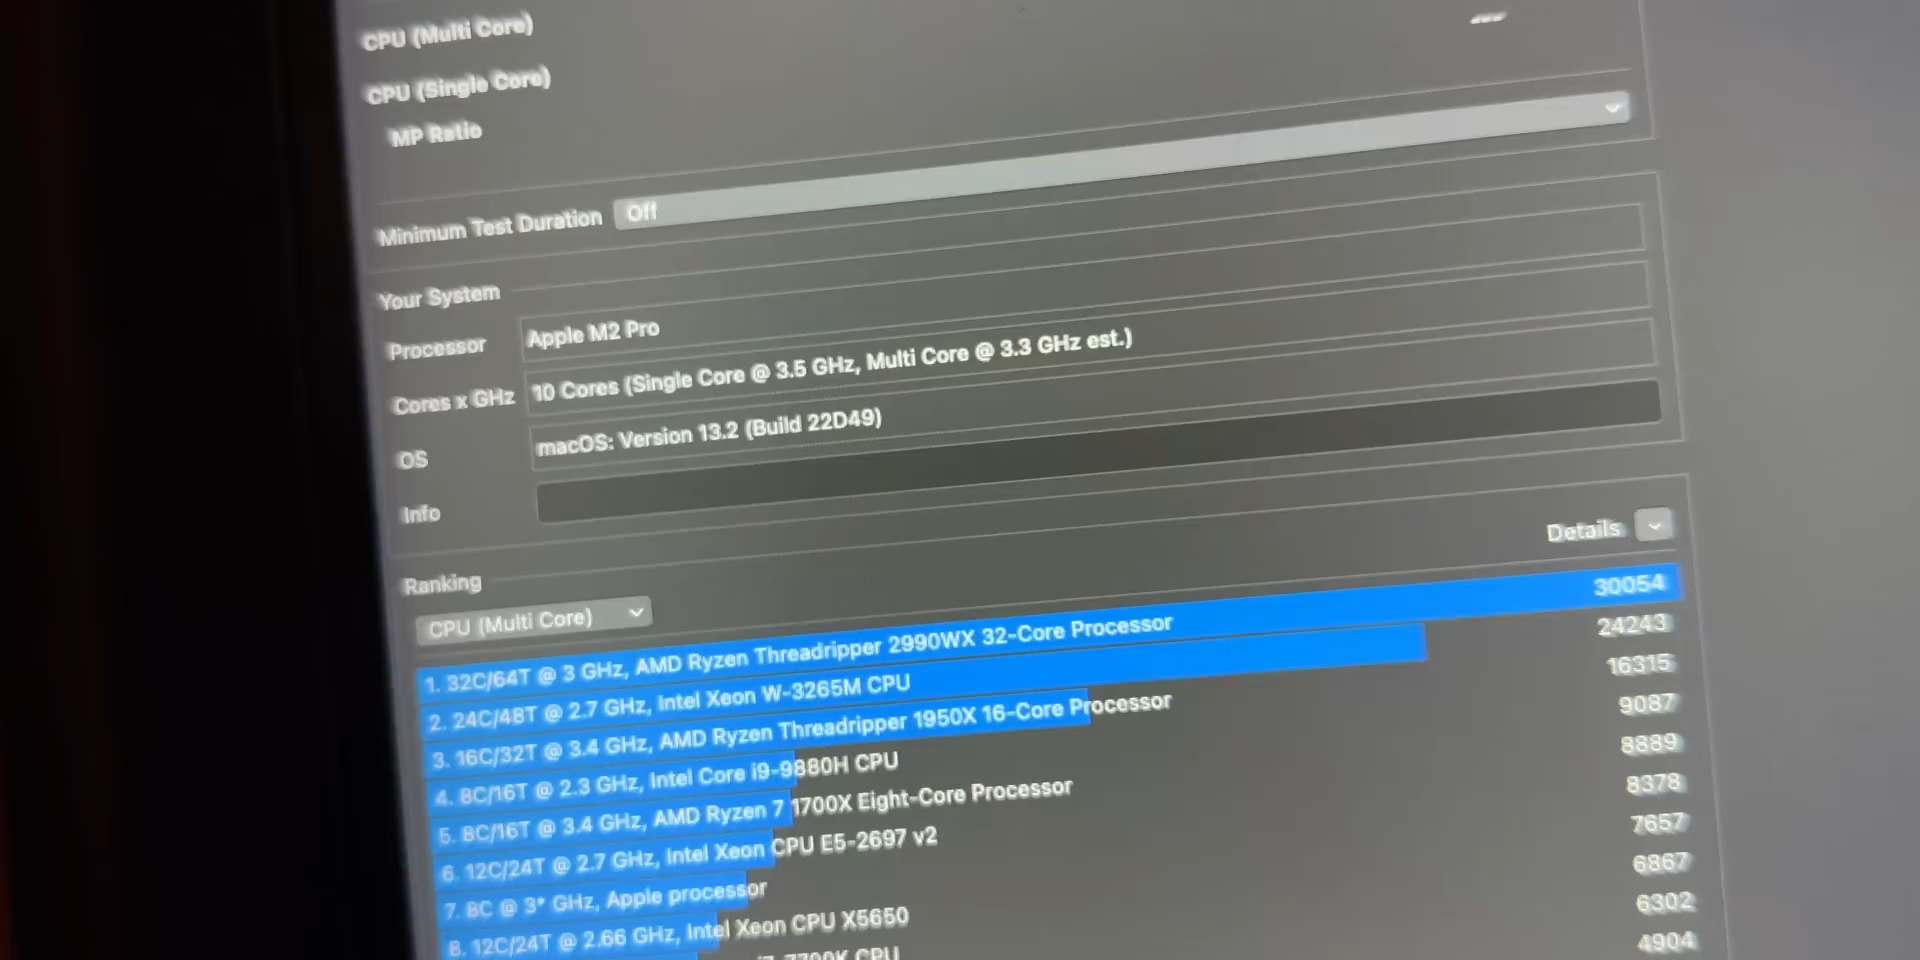 CPU (Multi Core)
CPU (Single Core)
MP Ratio
Minimum Test Duration Off
Your System
Processor Apple M2 Pro
Cores x GHz 10 Cores (Single Core @ 3.5 GHz, Multi Core @ 3.3 GHz est.)
OS macOS: Version 13.2 (Build 22D49)
Info
Ranking
Details
CPU (Multi Core)
1. 32C/64T @ 3 GHz, AMD Ryzen Threadripper 2990WX 32-Core Processor 30054
2. 24C/48T @ 2.7 GHz, Intel Xeon W-3265M CPU 24243
3. 16C/32T @ 3.4 GHz, AMD Ryzen Threadripper 1950X 16-Core Processor 16315
4. 8C/16T @ 2.3 GHz, Intel Core i9-9880H CPU 9087
5. 8C/16T @ 3.4 GHz, AMD Ryzen 7 1700X Eight-Core Processor 8889
6. 12C/24T @ 2.7 GHz, Intel Xeon CPU E5-2697 v2 8378
7. 8C @ 3* GHz, Apple processor 7657
8. 12C/24T @ 2.66 GHz, Intel Xeon CPU X5650 6867
i7-7700K CPU 6302
4904